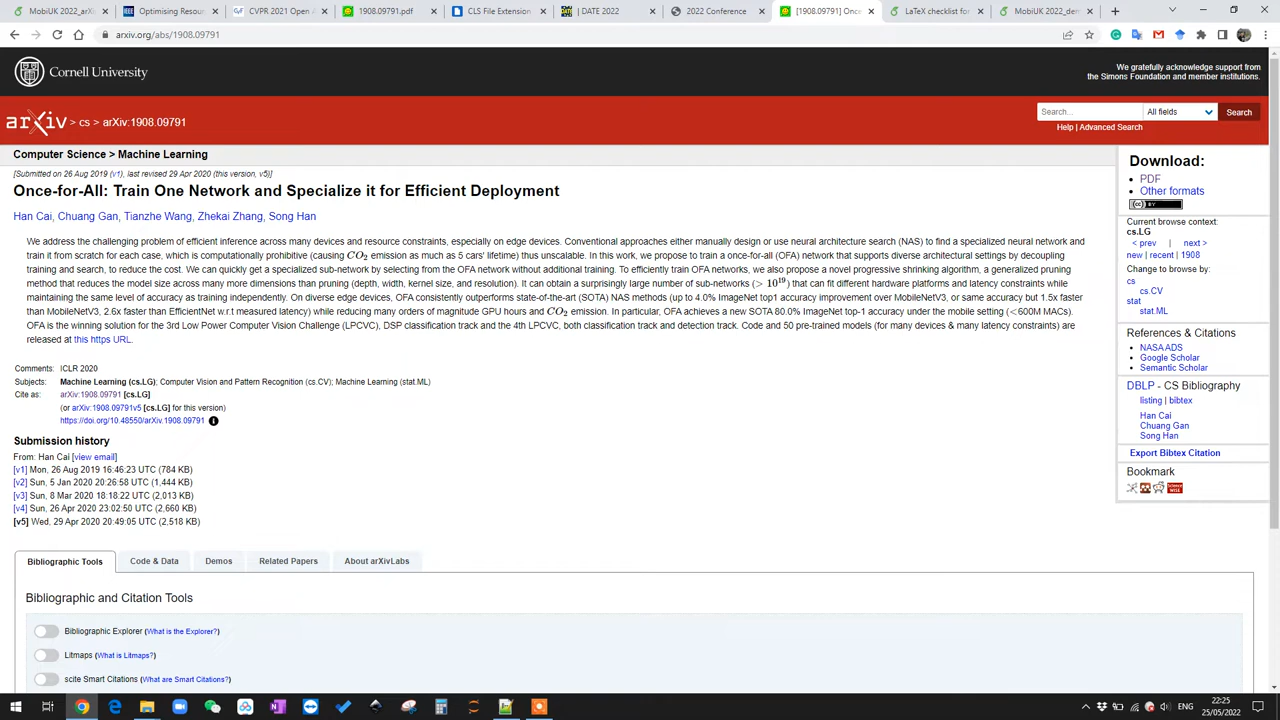 MobiUK 2022_arXi
Optimising Resour
CVPR 2021 Open A
1908.09791.pdf
CLS File Extension
DATE 2022
2022 Conference
[1908.09791] Once
LaTeX checklist for
MobiUK 2022_dem
arxiv.org/abs/1908.09791
Cornell University
We gratefully acknowledge support from
the Simons Foundation and member institutions.
arXiv > cs > arXiv:1908.09791
Search...
All fields
Search
Help | Advanced Search
Computer Science > Machine Learning
[Submitted on 26 Aug 2019 (v1), last revised 29 Apr 2020 (this version, v5)]
Once-for-All: Train One Network and Specialize it for Efficient Deployment
Han Cai, Chuang Gan, Tianzhe Wang, Zhekai Zhang, Song Han
We address the challenging problem of efficient inference across many devices and resource constraints, especially on edge devices. Conventional approaches either manually design or use neural architecture search (NAS) to find a specialized neural network and
train it from scratch for each case, which is computationally prohibitive (causing CO2 emission as much as 5 cars' lifetime) thus unscalable. In this work, we propose to train a once-for-all (OFA) network that supports diverse architectural settings by decoupling
training and search, to reduce the cost. We can quickly get a specialized sub-network by selecting from the OFA network without additional training. To efficiently train OFA networks, we also propose a novel progressive shrinking algorithm, a generalized pruning
method that reduces the model size across many more dimensions than pruning (depth, width, kernel size, and resolution). It can obtain a surprisingly large number of sub-networks (> 10^19) that can fit different hardware platforms and latency constraints while
maintaining the same level of accuracy as training independently. On diverse edge devices, OFA consistently outperforms state-of-the-art (SOTA) NAS methods (up to 4.0% ImageNet top1 accuracy improvement over MobileNetV3, or same accuracy but 1.5x faster
than MobileNetV3, 2.6x faster than EfficientNet w.r.t measured latency) while reducing many orders of magnitude GPU hours and CO2 emission. In particular, OFA achieves a new SOTA 80.0% ImageNet top-1 accuracy under the mobile setting (<600M MACs).
OFA is the winning solution for the 3rd Low Power Computer Vision Challenge (LPCVC), DSP classification track and the 4th LPCVC, both classification track and detection track. Code and 50 pre-trained models (for many devices & many latency constraints) are
released at this https URL.
Comments: ICLR 2020
Subjects: Machine Learning (cs.LG); Computer Vision and Pattern Recognition (cs.CV); Machine Learning (stat.ML)
Cite as: arXiv:1908.09791 [cs.LG]
(or arXiv:1908.09791v5 [cs.LG] for this version)
https://doi.org/10.48550/arXiv.1908.09791
Submission history
From: Han Cai [view email]
[v1] Mon, 26 Aug 2019 16:46:23 UTC (784 KB)
[v2] Sun, 5 Jan 2020 20:26:58 UTC (1,444 KB)
[v3] Sun, 8 Mar 2020 18:18:22 UTC (2,013 KB)
[v4] Sun, 26 Apr 2020 23:02:50 UTC (2,660 KB)
[v5] Wed, 29 Apr 2020 20:49:05 UTC (2,518 KB)
Download:
PDF
Other formats
(cc) BY
Current browse context:
cs.LG
< prev | next >
new | recent | 1908
Change to browse by:
cs
cs.CV
stat
stat.ML
References & Citations
NASA ADS
Google Scholar
Semantic Scholar
DBLP - CS Bibliography
listing | bibtex
Han Cai
Chuang Gan
Song Han
Export Bibtex Citation
Bookmark
Bibliographic Tools
Code & Data
Demos
Related Papers
About arXivLabs
Bibliographic and Citation Tools
Bibliographic Explorer (What is the Explorer?)
Litmaps (What is Litmaps?)
scite Smart Citations (What are Smart Citations?)
ENG
22:25
25/05/2022